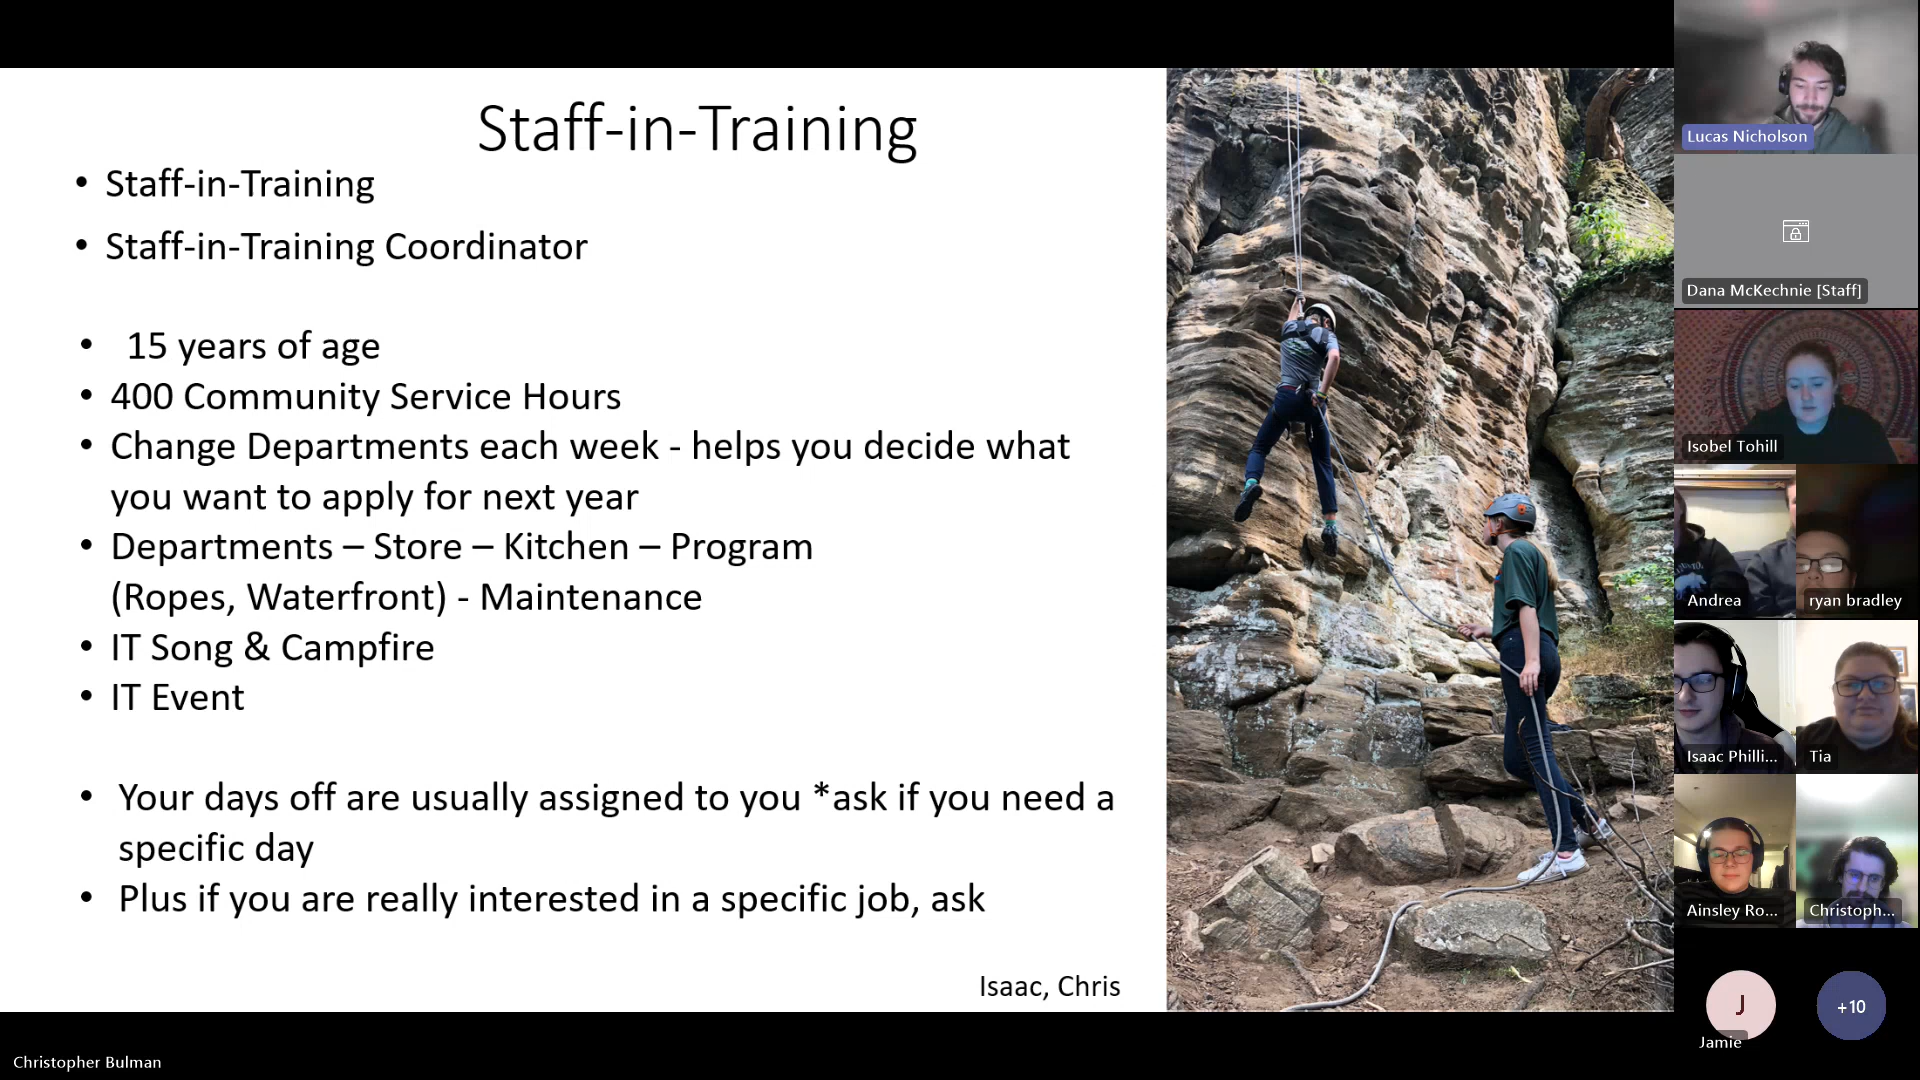 Staff-in-Training
• Staff-in-Training
• Staff-in-Training Coordinator
• 15 years of age
• 400 Community Service Hours
• Change Departments each week - helps you decide what
you want to apply for next year
• Departments – Store – Kitchen – Program
(Ropes, Waterfront) - Maintenance
• IT Song & Campfire
• IT Event
• Your days off are usually assigned to you *ask if you need a
specific day
• Plus if you are really interested in a specific job, ask
Isaac, Chris
Christopher Bulman
Lucas Nicholson
Dana McKechnie [Staff]
Isobel Tohill
Andrea
ryan bradley
Isaac Philli...
Tia
Ainsley Ro...
Christoph...
J
Jamie
+10